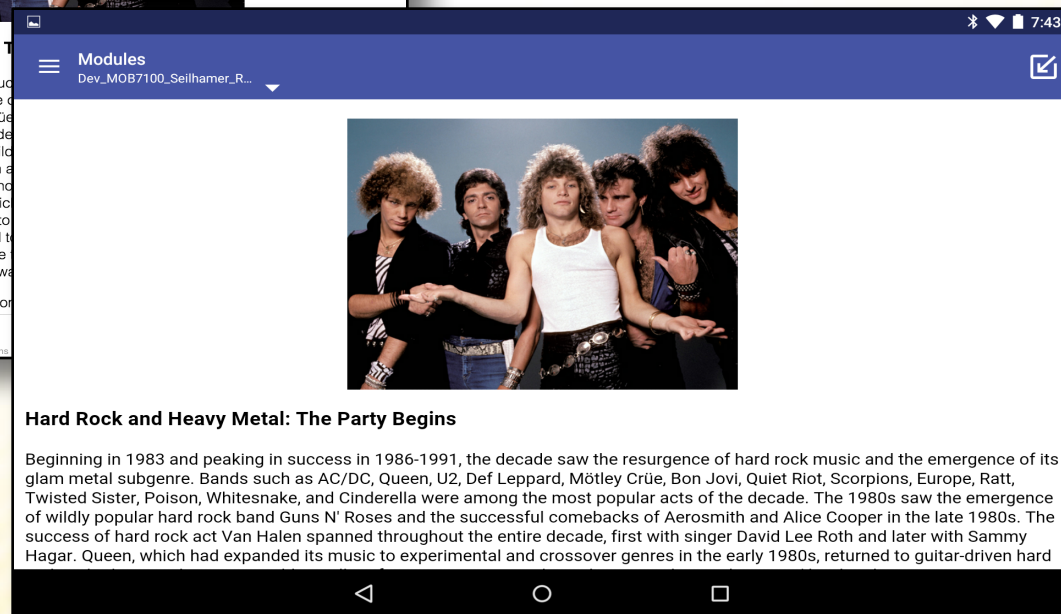 7:43
Modules
Dev_MOB7100_Seilhamer_R...
Hard Rock and Heavy Metal: The Party Begins
Beginning in 1983 and peaking in success in 1986-1991, the decade saw the resurgence of hard rock music and the emergence of its
glam metal subgenre. Bands such as AC/DC, Queen, U2, Def Leppard, Mötley Crüe, Bon Jovi, Quiet Riot, Scorpions, Europe, Ratt,
Twisted Sister, Poison, Whitesnake, and Cinderella were among the most popular acts of the decade. The 1980s saw the emergence
of wildly popular hard rock band Guns N' Roses and the successful comebacks of Aerosmith and Alice Cooper in the late 1980s. The
success of hard rock act Van Halen spanned throughout the entire decade, first with singer David Lee Roth and later with Sammy
Hagar. Queen, which had expanded its music to experimental and crossover genres in the early 1980s, returned to guitar-driven hard